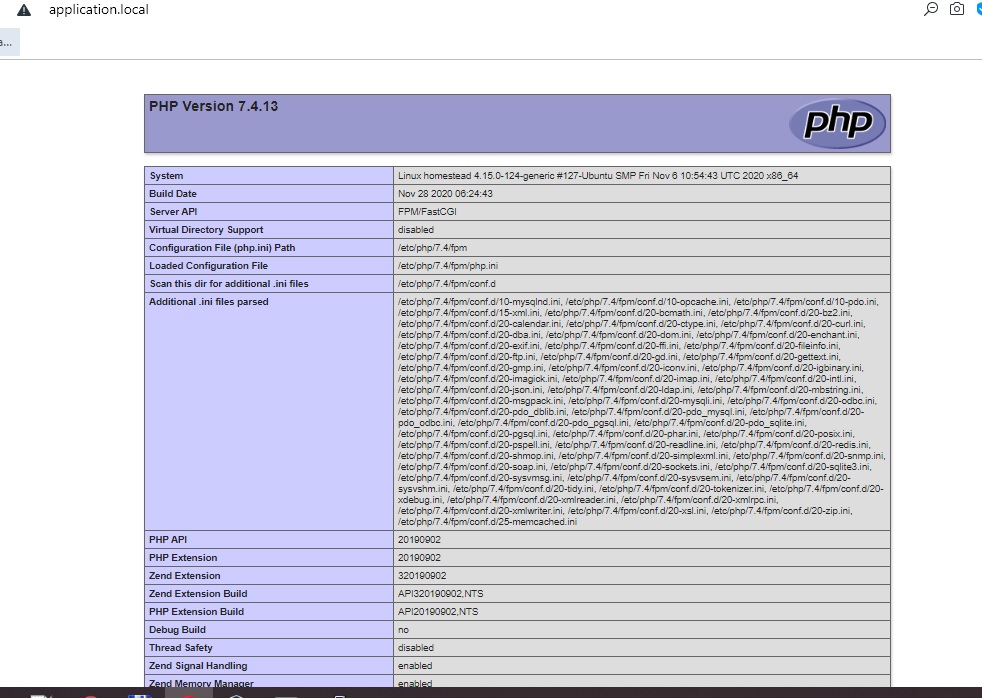 application.local
a...
PHP Version 7.4.13
php
System Linux homestead 4.15.0-124-generic #127-Ubuntu SMP Fri Nov 6 10:54:43 UTC 2020 x86_64
Build Date Nov 28 2020 06:24:43
Server API FPM/FastCGI
Virtual Directory Support disabled
Configuration File (php.ini) Path /etc/php/7.4/fpm
Loaded Configuration File /etc/php/7.4/fpm/php.ini
Scan this dir for additional .ini files /etc/php/7.4/fpm/conf.d
Additional .ini files parsed /etc/php/7.4/fpm/conf.d/10-mysqlnd.ini, /etc/php/7.4/fpm/conf.d/10-opcache.ini, /etc/php/7.4/fpm/conf.d/10-pdo.ini,
/etc/php/7.4/fpm/conf.d/15-xml.ini, /etc/php/7.4/fpm/conf.d/20-bcmath.ini, /etc/php/7.4/fpm/conf.d/20-bz2.ini,
/etc/php/7.4/fpm/conf.d/20-calendar.ini, /etc/php/7.4/fpm/conf.d/20-ctype.ini, /etc/php/7.4/fpm/conf.d/20-curl.ini,
/etc/php/7.4/fpm/conf.d/20-dba.ini, /etc/php/7.4/fpm/conf.d/20-dom.ini, /etc/php/7.4/fpm/conf.d/20-enchant.ini,
/etc/php/7.4/fpm/conf.d/20-exif.ini, /etc/php/7.4/fpm/conf.d/20-ffi.ini, /etc/php/7.4/fpm/conf.d/20-fileinfo.ini,
/etc/php/7.4/fpm/conf.d/20-ftp.ini, /etc/php/7.4/fpm/conf.d/20-gd.ini, /etc/php/7.4/fpm/conf.d/20-gettext.ini,
/etc/php/7.4/fpm/conf.d/20-gmp.ini, /etc/php/7.4/fpm/conf.d/20-iconv.ini, /etc/php/7.4/fpm/conf.d/20-igbinary.ini,
/etc/php/7.4/fpm/conf.d/20-imagick.ini, /etc/php/7.4/fpm/conf.d/20-imap.ini, /etc/php/7.4/fpm/conf.d/20-intl.ini,
/etc/php/7.4/fpm/conf.d/20-json.ini, /etc/php/7.4/fpm/conf.d/20-ldap.ini, /etc/php/7.4/fpm/conf.d/20-mbstring.ini,
/etc/php/7.4/fpm/conf.d/20-msgpack.ini, /etc/php/7.4/fpm/conf.d/20-mysqli.ini, /etc/php/7.4/fpm/conf.d/20-odbc.ini,
/etc/php/7.4/fpm/conf.d/20-pdo_dblib.ini, /etc/php/7.4/fpm/conf.d/20-pdo_mysql.ini, /etc/php/7.4/fpm/conf.d/20-
pdo_odbc.ini, /etc/php/7.4/fpm/conf.d/20-pdo_pgsql.ini, /etc/php/7.4/fpm/conf.d/20-pdo_sqlite.ini,
/etc/php/7.4/fpm/conf.d/20-pgsql.ini, /etc/php/7.4/fpm/conf.d/20-phar.ini, /etc/php/7.4/fpm/conf.d/20-posix.ini,
/etc/php/7.4/fpm/conf.d/20-pspell.ini, /etc/php/7.4/fpm/conf.d/20-readline.ini, /etc/php/7.4/fpm/conf.d/20-redis.ini,
/etc/php/7.4/fpm/conf.d/20-shmop.ini, /etc/php/7.4/fpm/conf.d/20-simplexml.ini, /etc/php/7.4/fpm/conf.d/20-snmp.ini,
/etc/php/7.4/fpm/conf.d/20-soap.ini, /etc/php/7.4/fpm/conf.d/20-sockets.ini, /etc/php/7.4/fpm/conf.d/20-sqlite3.ini,
/etc/php/7.4/fpm/conf.d/20-sysvmsg.ini, /etc/php/7.4/fpm/conf.d/20-sysvsem.ini, /etc/php/7.4/fpm/conf.d/20-
sysvshm.ini, /etc/php/7.4/fpm/conf.d/20-tidy.ini, /etc/php/7.4/fpm/conf.d/20-tokenizer.ini, /etc/php/7.4/fpm/conf.d/20-
xdebug.ini, /etc/php/7.4/fpm/conf.d/20-xmlreader.ini, /etc/php/7.4/fpm/conf.d/20-xmlrpc.ini,
/etc/php/7.4/fpm/conf.d/20-xmlwriter.ini, /etc/php/7.4/fpm/conf.d/20-xsl.ini, /etc/php/7.4/fpm/conf.d/20-zip.ini,
/etc/php/7.4/fpm/conf.d/25-memcached.ini
PHP API 20190902
PHP Extension 20190902
Zend Extension 320190902
Zend Extension Build API320190902,NTS
PHP Extension Build API20190902,NTS
Debug Build no
Thread Safety disabled
Zend Signal Handling enabled
Zend Memory Manager enabled